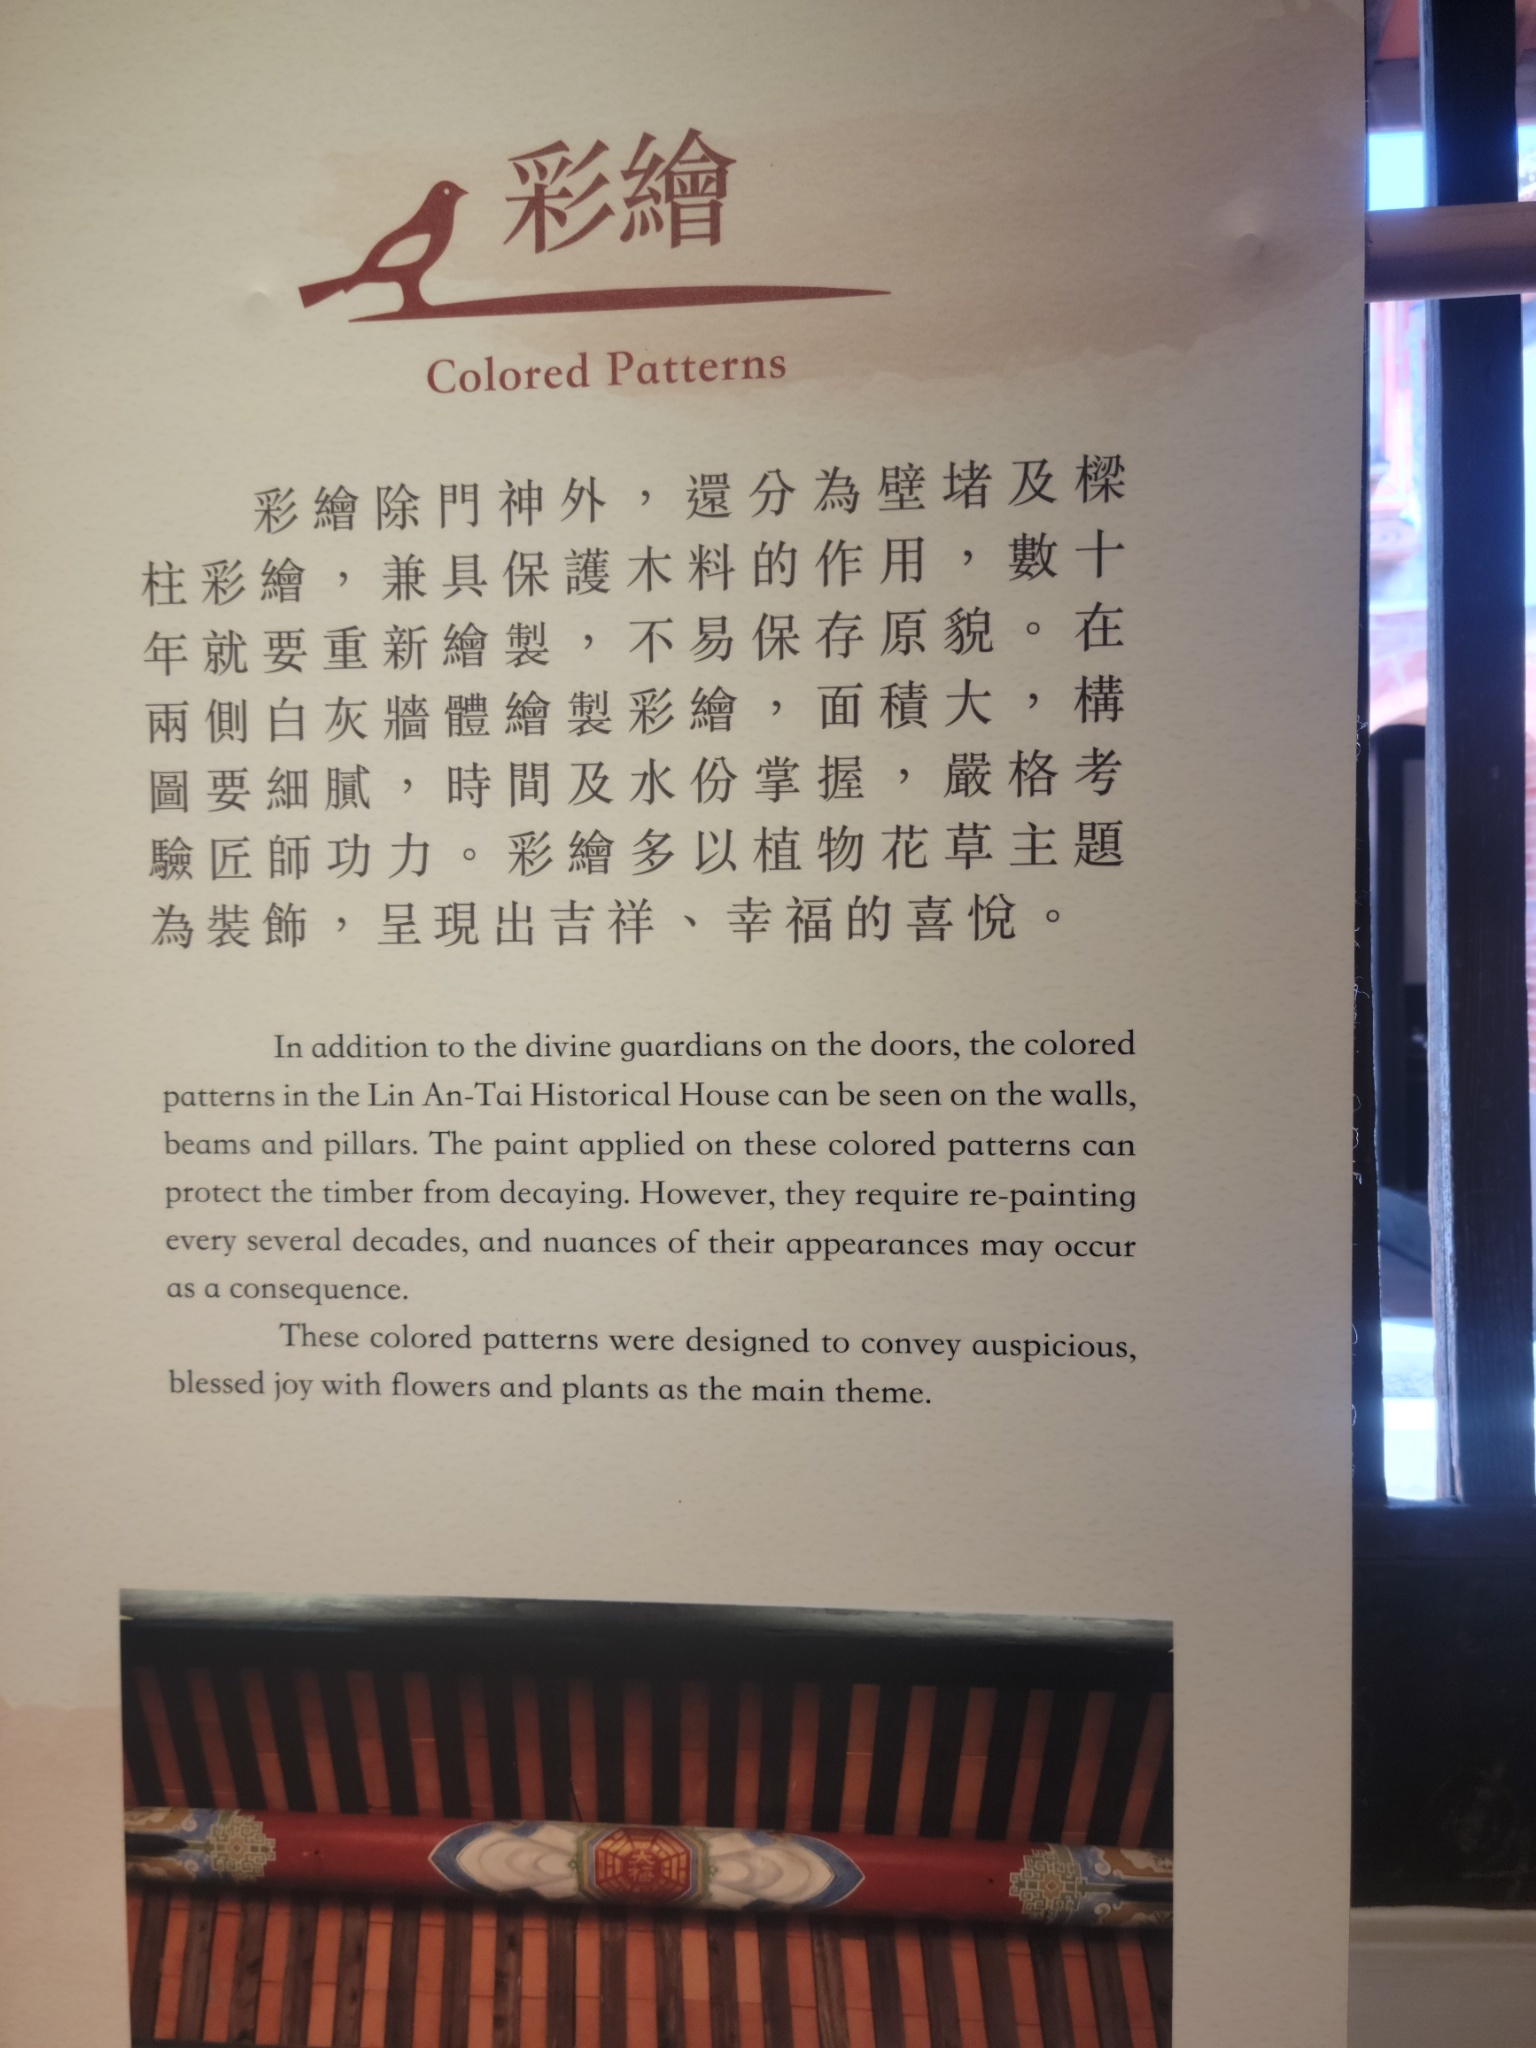 彩繪
Colored Patterns
彩繪除門神外，還分為壁堵及樑
柱彩繪，兼具保護木料的作用，數十
年就要重新繪製，不易保存原貌。在
兩側白灰牆體繪製彩繪，面積大，構
圖要細膩，時間及水份掌握，嚴格考
驗匠師功力。彩繪多以植物花草主題
為裝飾，呈現出吉祥、幸福的喜悅。
In addition to the divine guardians on the doors, the colored
patterns in the Lin An-Tai Historical House can be seen on the walls,
beams and pillars. The paint applied on these colored patterns can
protect the timber from decaying. However, they require re-painting
every several decades, and nuances of their appearances may occur
as a consequence.
These colored patterns were designed to convey auspicious,
blessed joy with flowers and plants as the main theme.